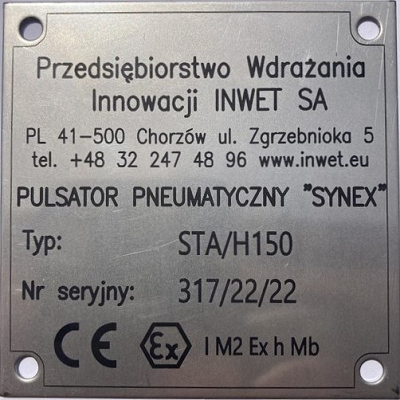 Przedsiębiorstwo Wdrażania
Innowacji INWET SA
PL 41-500 Chorzów ul. Zgrzebnioka 5
tel. +48 32 247 48 96 www.inwet.eu
PULSATOR PNEUMATYCZNY "SYNEX"
Typ: STA/H150
Nr seryjny: 317/22/22
CE Ex I M2 Ex h Mb